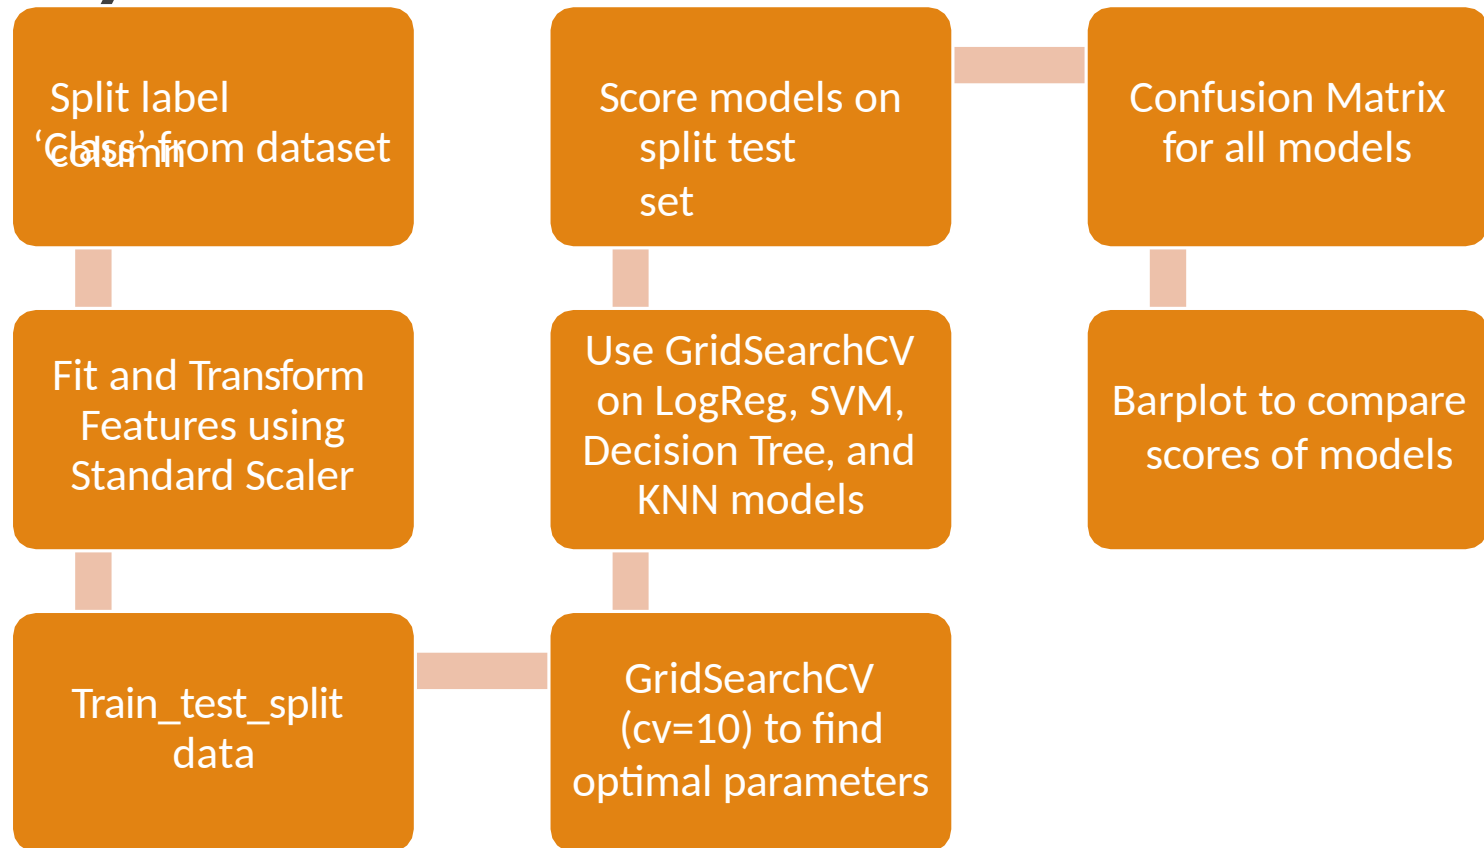 Split label
column
‘Class’ from dataset
Fit and Transform
Features using
Standard Scaler
Train_test_split
data
GridSearchCV
(cv=10) to find
optimal parameters
Use GridSearchCV
on LogReg, SVM,
Decision Tree, and
KNN models
Score models on
split test
set
Confusion Matrix
for all models
Barplot to compare
scores of models